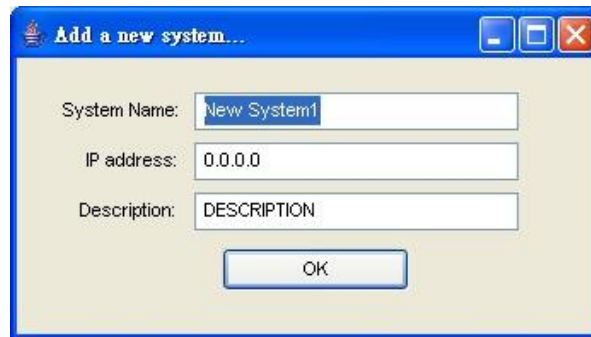 Add a new system...
System Name: New System1
IP address: 0.0.0.0
Description: DESCRIPTION
OK